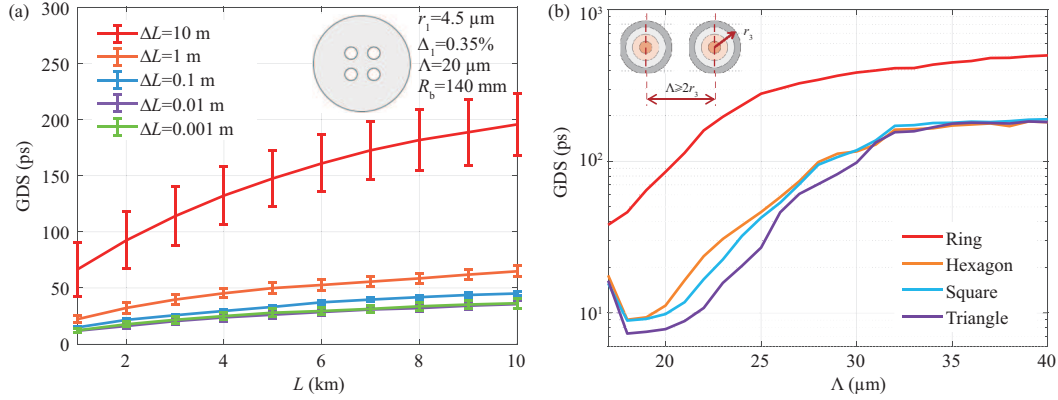 (a)
ΔL=10 m
ΔL=1 m
ΔL=0.1 m
ΔL=0.01 m
ΔL=0.001 m
r₁=4.5 µm
Δ₁=0.35%
Λ=20 µm
R_b=140 mm
GDS (ps)
300
250
200
150
100
50
0
2
4
6
8
10
L (km)
(b)
r₃
Λ⩾2r₃
GDS (ps)
10³
10²
10¹
Ring
Hexagon
Square
Triangle
20
25
30
35
40
Λ (µm)